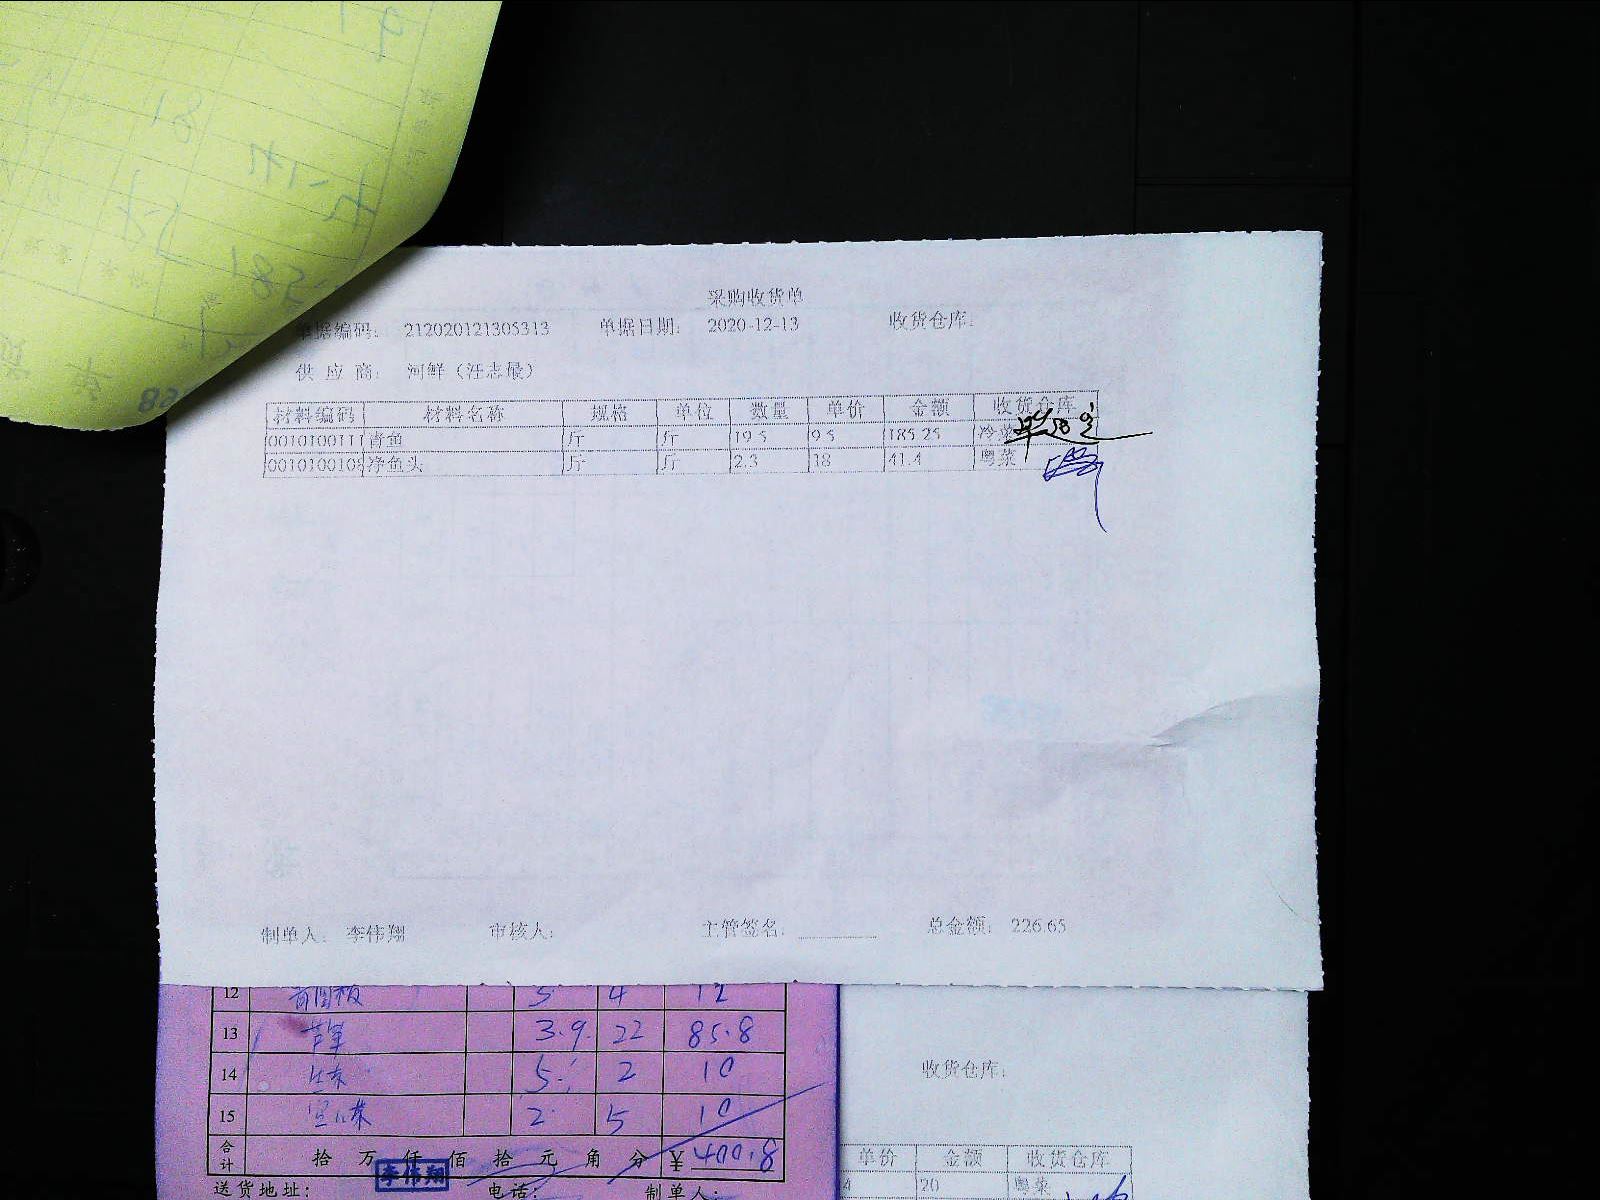 采购收货单
单据编码： 212020121305313 单据日期： 2020-12-13 收货仓库：
供 应 商： 河鲜（汪志最）
材料编码 材料名称 规格 单位 数量 单价 金额 收货仓库
0010100111 青鱼 斤 斤 19.5 9.5 185.25 冷菜
001010010 净鱼头 斤 斤 2.3 18 41.4 粤菜
制单人： 李伟翔 审核人： 主管签名： 总金额： 226.65
12 4 12
13 3.9 22 85.8
14 5 2 10
15 2 5 10
合计 拾 万 仟 佰 拾 元 角 分 ¥ 400.8
李伟翔
送货地址： 电话： 制单人：
收货仓库：
单价 金额 收货仓库
4 20 粤菜